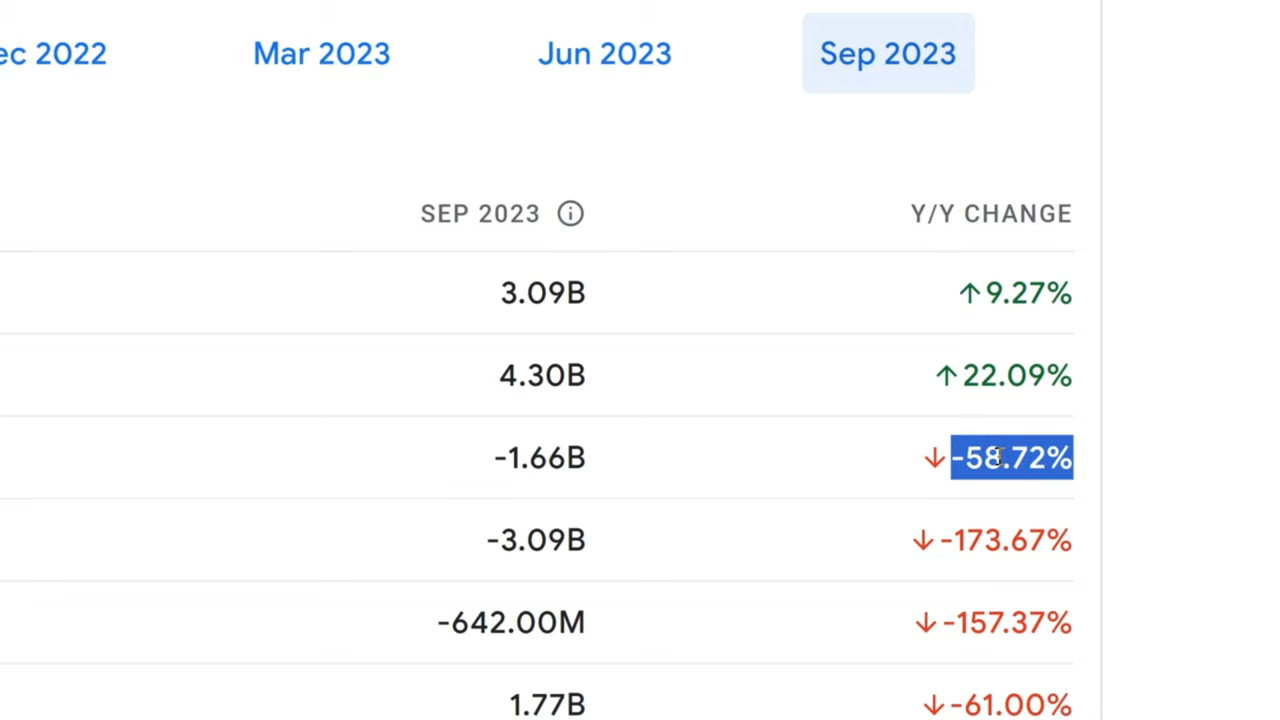 ec 2022 Mar 2023 Jun 2023 Sep 2023
SEP 2023 Y/Y CHANGE
3.09B ↑9.27%
4.30B ↑22.09%
-1.66B ↓-58.72%
-3.09B ↓-173.67%
-642.00M ↓-157.37%
1.77B ↓-61.00%